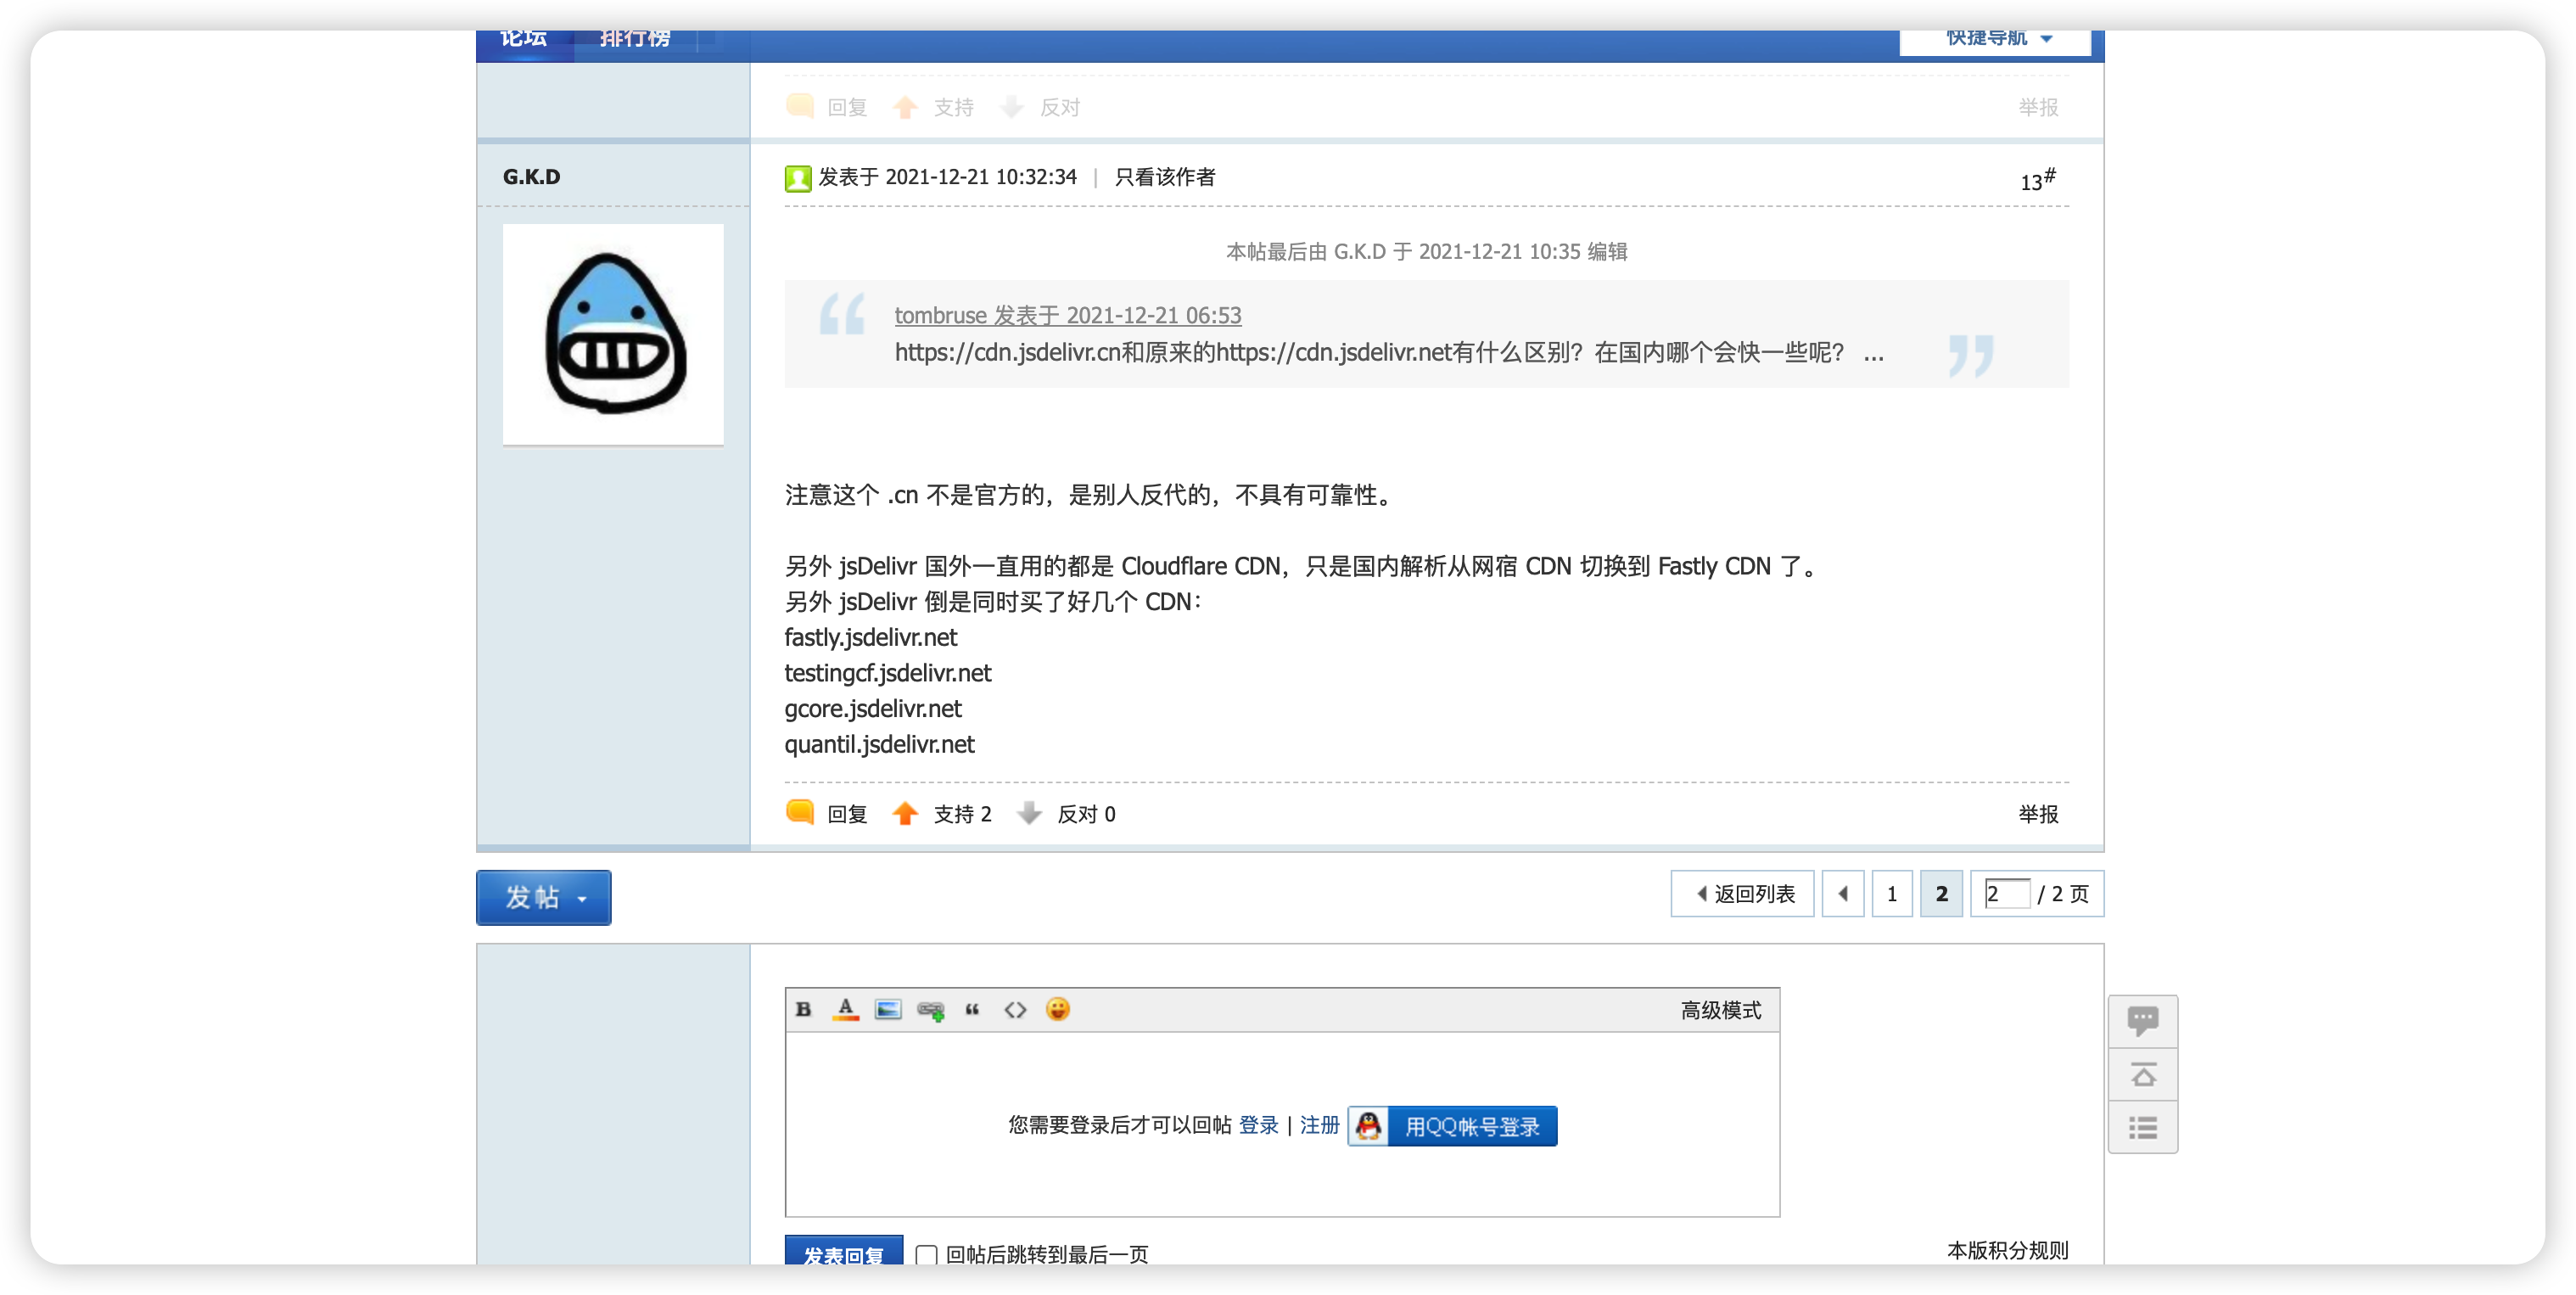 论坛 排行榜 快捷导航
回复 支持 反对 举报
G.K.D
发表于 2021-12-21 10:32:34 | 只看该作者 13#
本帖最后由 G.K.D 于 2021-12-21 10:35 编辑
tombruse 发表于 2021-12-21 06:53
https://cdn.jsdelivr.cn和原来的https://cdn.jsdelivr.net有什么区别？在国内哪个会快一些呢？ ...
注意这个 .cn 不是官方的，是别人反代的，不具有可靠性。
另外 jsDelivr 国外一直用的都是 Cloudflare CDN，只是国内解析从网宿 CDN 切换到 Fastly CDN 了。
另外 jsDelivr 倒是同时买了好几个 CDN：
fastly.jsdelivr.net
testingcf.jsdelivr.net
gcore.jsdelivr.net
quantil.jsdelivr.net
回复 支持 2 反对 0 举报
发帖 返回列表 1 2 2 / 2 页
B A 高级模式
您需要登录后才可以回帖 登录 | 注册 用QQ帐号登录
发表回复 回帖后跳转到最后一页 本版积分规则